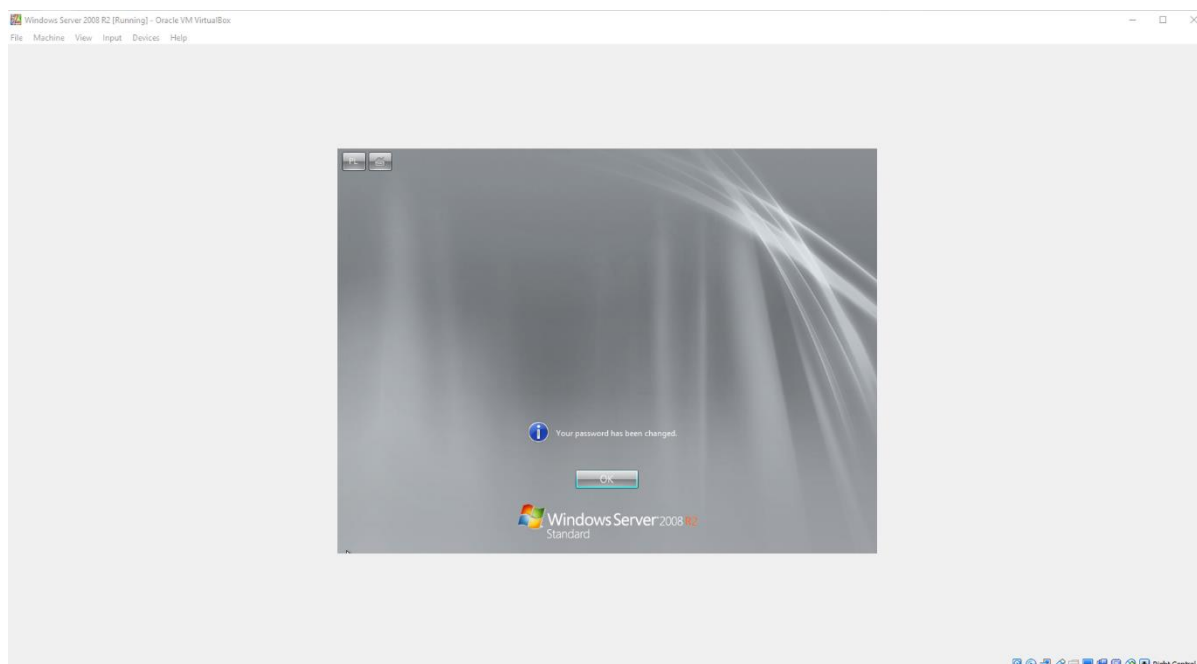 Windows Server 2008 R2 [Running] - Oracle VM VirtualBox
File Machine View Input Devices Help
PL
Your password has been changed.
OK
Windows Server 2008 R2
Standard
Right Control